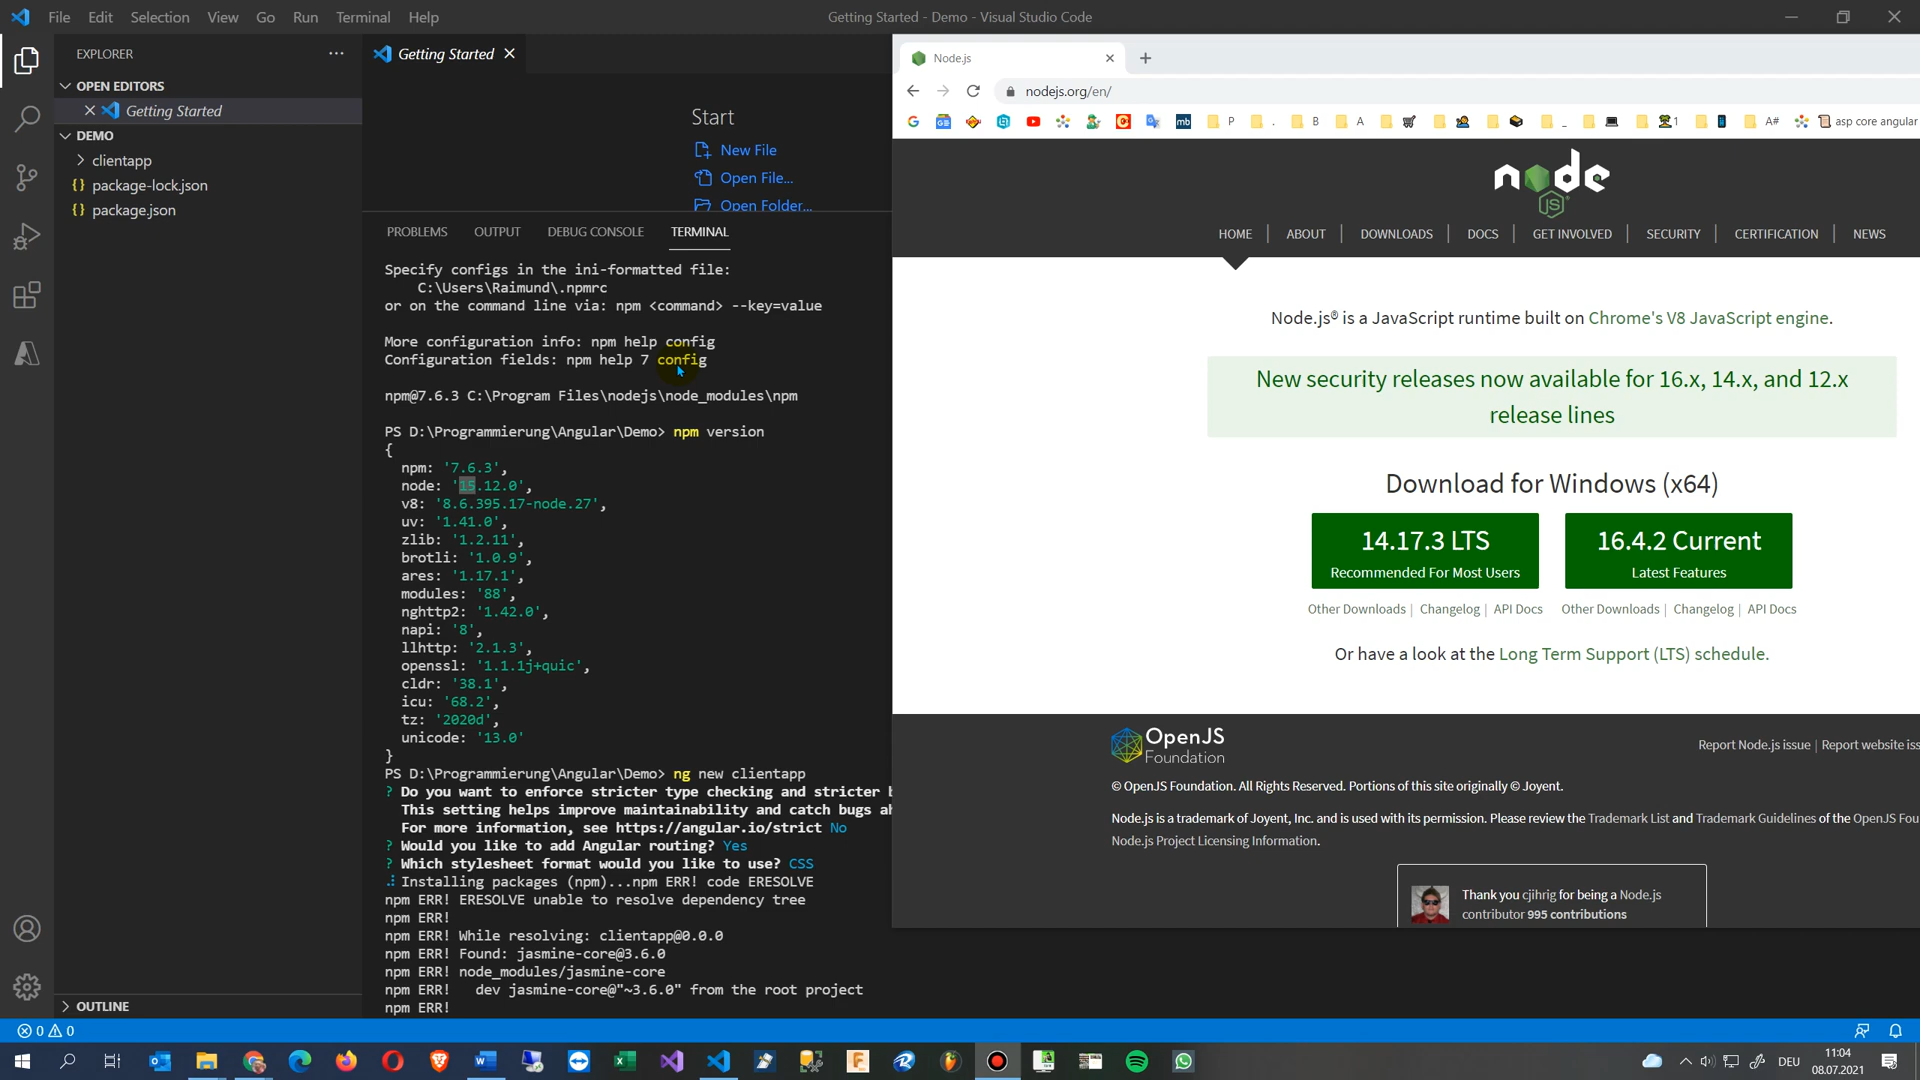 File Edit Selection View Go Run Terminal Help
Getting Started - Demo - Visual Studio Code
EXPLORER
OPEN EDITORS
Getting Started
DEMO
clientapp
{} package-lock.json
{} package.json
OUTLINE
Getting Started
Start
New File
Open File...
Open Folder...
PROBLEMS OUTPUT DEBUG CONSOLE TERMINAL
Specify configs in the ini-formatted file:
C:\Users\Raimund\.npmrc
or on the command line via: npm <command> --key=value
More configuration info: npm help config
Configuration fields: npm help 7 config
npm@7.6.3 C:\Program Files\nodejs\node_modules\npm
PS D:\Programmierung\Angular\Demo> npm version
{
npm: '7.6.3',
node: '15.12.0',
v8: '8.6.395.17-node.27',
uv: '1.41.0',
zlib: '1.2.11',
brotli: '1.0.9',
ares: '1.17.1',
modules: '88',
nghttp2: '1.42.0',
napi: '8',
llhttp: '2.1.3',
openssl: '1.1.1j+quic',
cldr: '38.1',
icu: '68.2',
tz: '2020d',
unicode: '13.0'
}
PS D:\Programmierung\Angular\Demo> ng new clientapp
? Do you want to enforce stricter type checking and stricter b
This setting helps improve maintainability and catch bugs ah
For more information, see https://angular.io/strict No
? Would you like to add Angular routing? Yes
? Which stylesheet format would you like to use? CSS
Installing packages (npm)...npm ERR! code ERESOLVE
npm ERR! ERESOLVE unable to resolve dependency tree
npm ERR!
npm ERR! While resolving: clientapp@0.0.0
npm ERR! Found: jasmine-core@3.6.0
npm ERR! node_modules/jasmine-core
npm ERR! dev jasmine-core@"~3.6.0" from the root project
npm ERR!
Node.js
nodejs.org/en/
mb P . B A _ 1 A# asp core angular
node
JS
HOME | ABOUT | DOWNLOADS | DOCS | GET INVOLVED | SECURITY | CERTIFICATION | NEWS
Node.js® is a JavaScript runtime built on Chrome's V8 JavaScript engine.
New security releases now available for 16.x, 14.x, and 12.x
release lines
Download for Windows (x64)
14.17.3 LTS
Recommended For Most Users
16.4.2 Current
Latest Features
Other Downloads | Changelog | API Docs
Other Downloads | Changelog | API Docs
Or have a look at the Long Term Support (LTS) schedule.
OpenJS
Foundation
Report Node.js issue | Report website iss
© OpenJS Foundation. All Rights Reserved. Portions of this site originally © Joyent.
Node.js is a trademark of Joyent, Inc. and is used with its permission. Please review the Trademark List and Trademark Guidelines of the OpenJS Fou
Node.js Project Licensing Information.
Thank you cjihrig for being a Node.js
contributor 995 contributions
0 0
DEU
11:04
08.07.2021